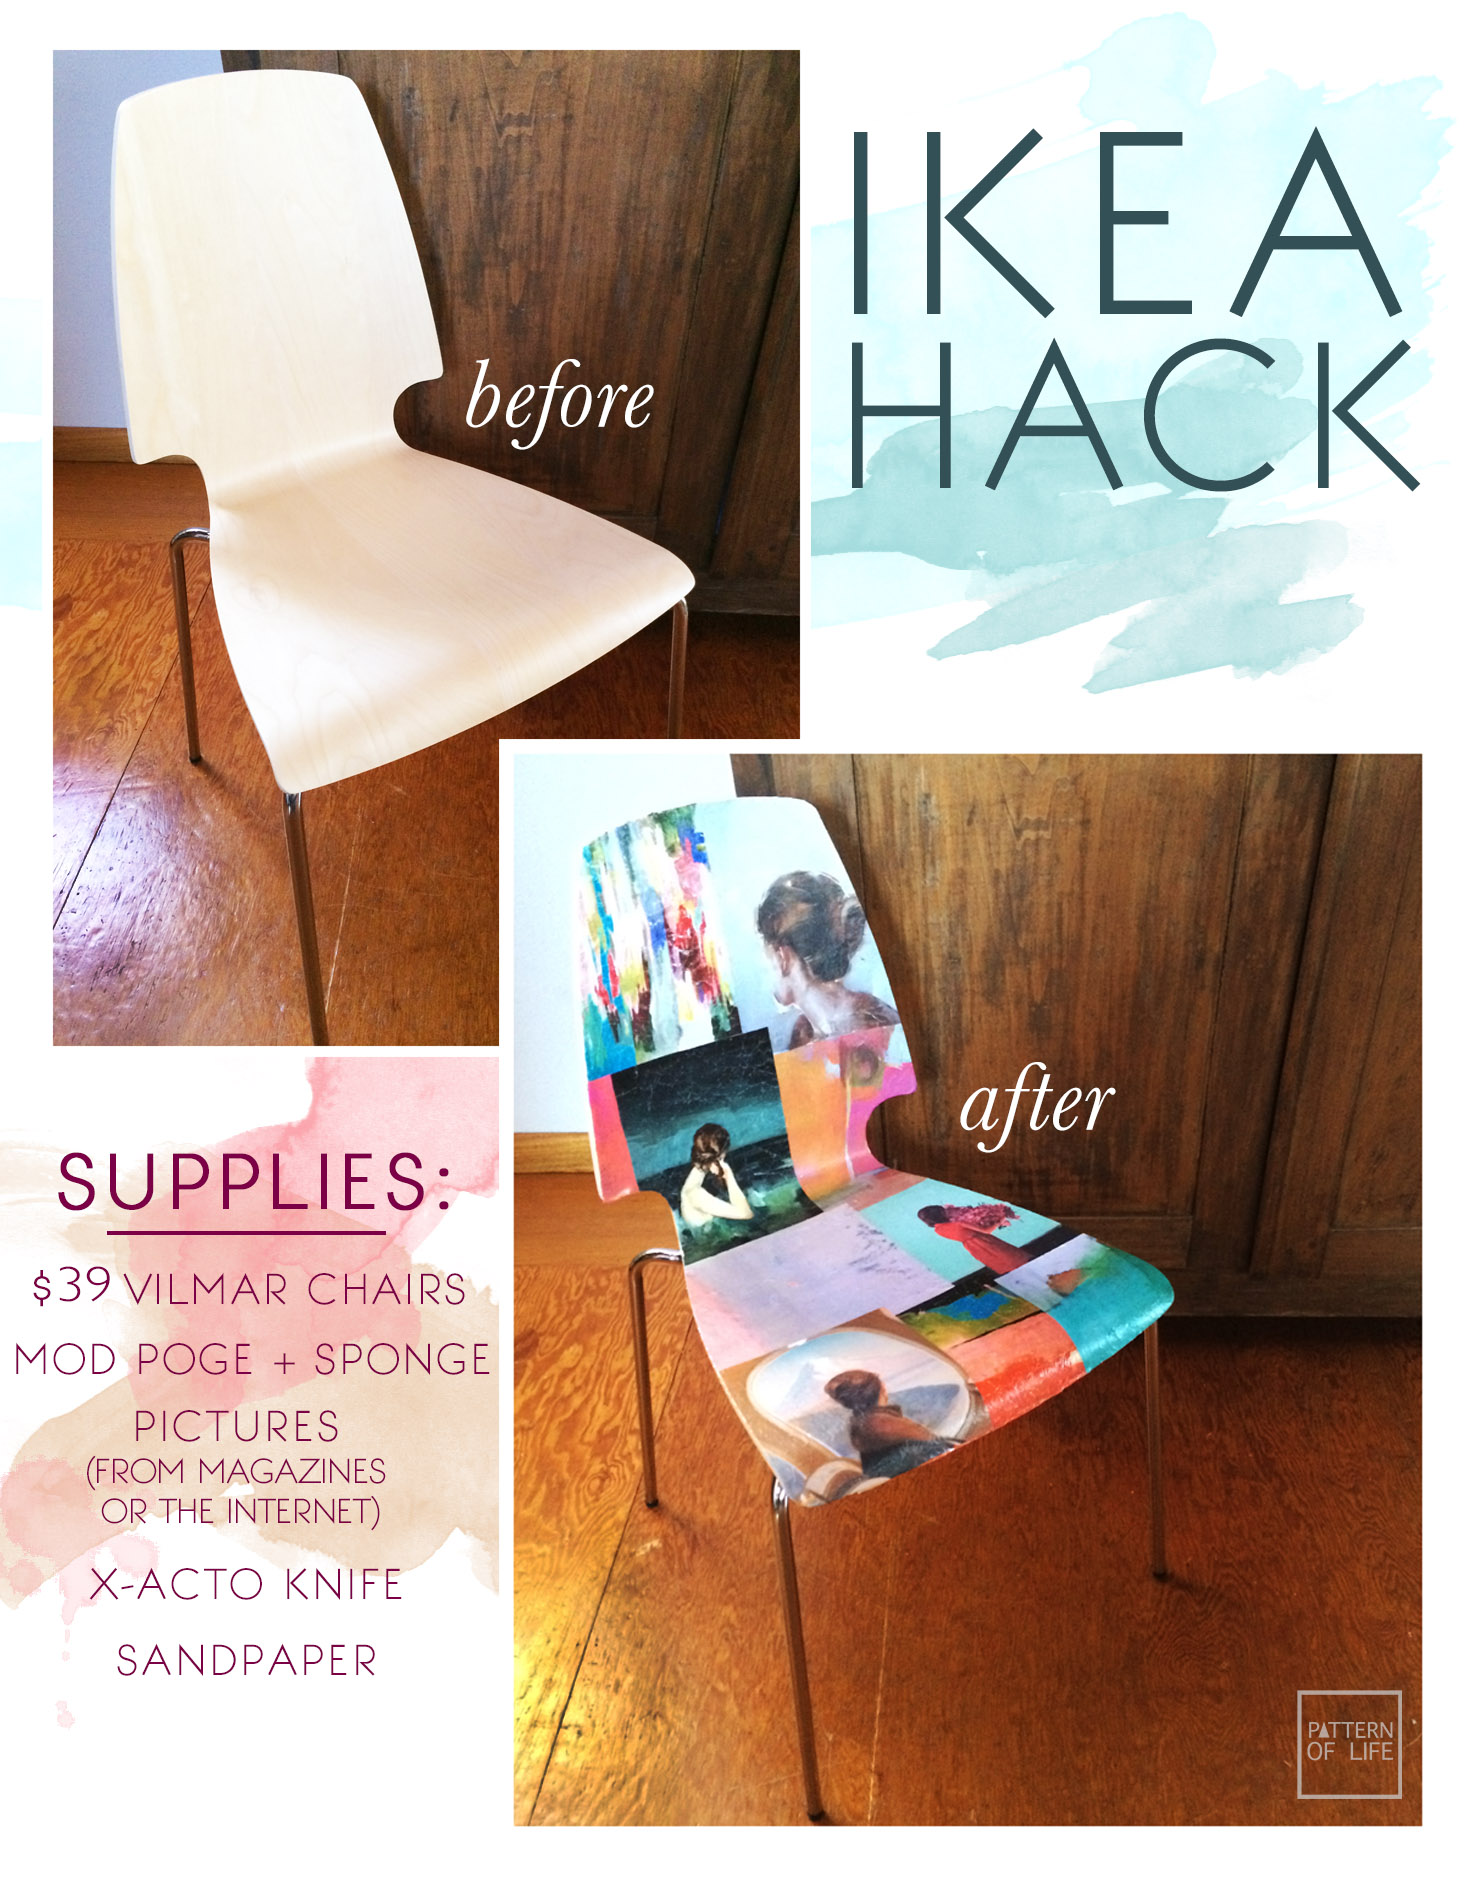 IKEA
HACK
before
after
SUPPLIES:
$39 VILMAR CHAIRS
MOD POGE + SPONGE
PICTURES
(FROM MAGAZINES
OR THE INTERNET)
X-ACTO KNIFE
SANDPAPER
PATTERN
OF LIFE